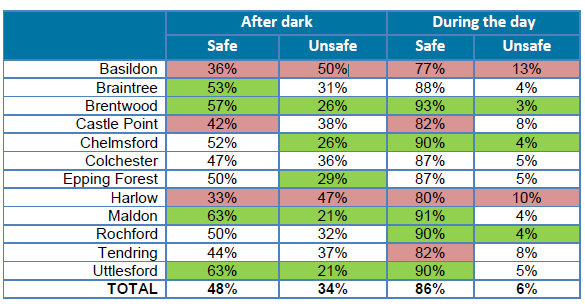 After dark During the day
Safe Unsafe Safe Unsafe
Basildon 36% 50% 77% 13%
Braintree 53% 31% 88% 4%
Brentwood 57% 26% 93% 3%
Castle Point 42% 38% 82% 8%
Chelmsford 52% 26% 90% 4%
Colchester 47% 36% 87% 5%
Epping Forest 50% 29% 87% 5%
Harlow 33% 47% 80% 10%
Maldon 63% 21% 91% 4%
Rochford 50% 32% 90% 4%
Tendring 44% 37% 82% 8%
Uttlesford 63% 21% 90% 5%
TOTAL 48% 34% 86% 6%